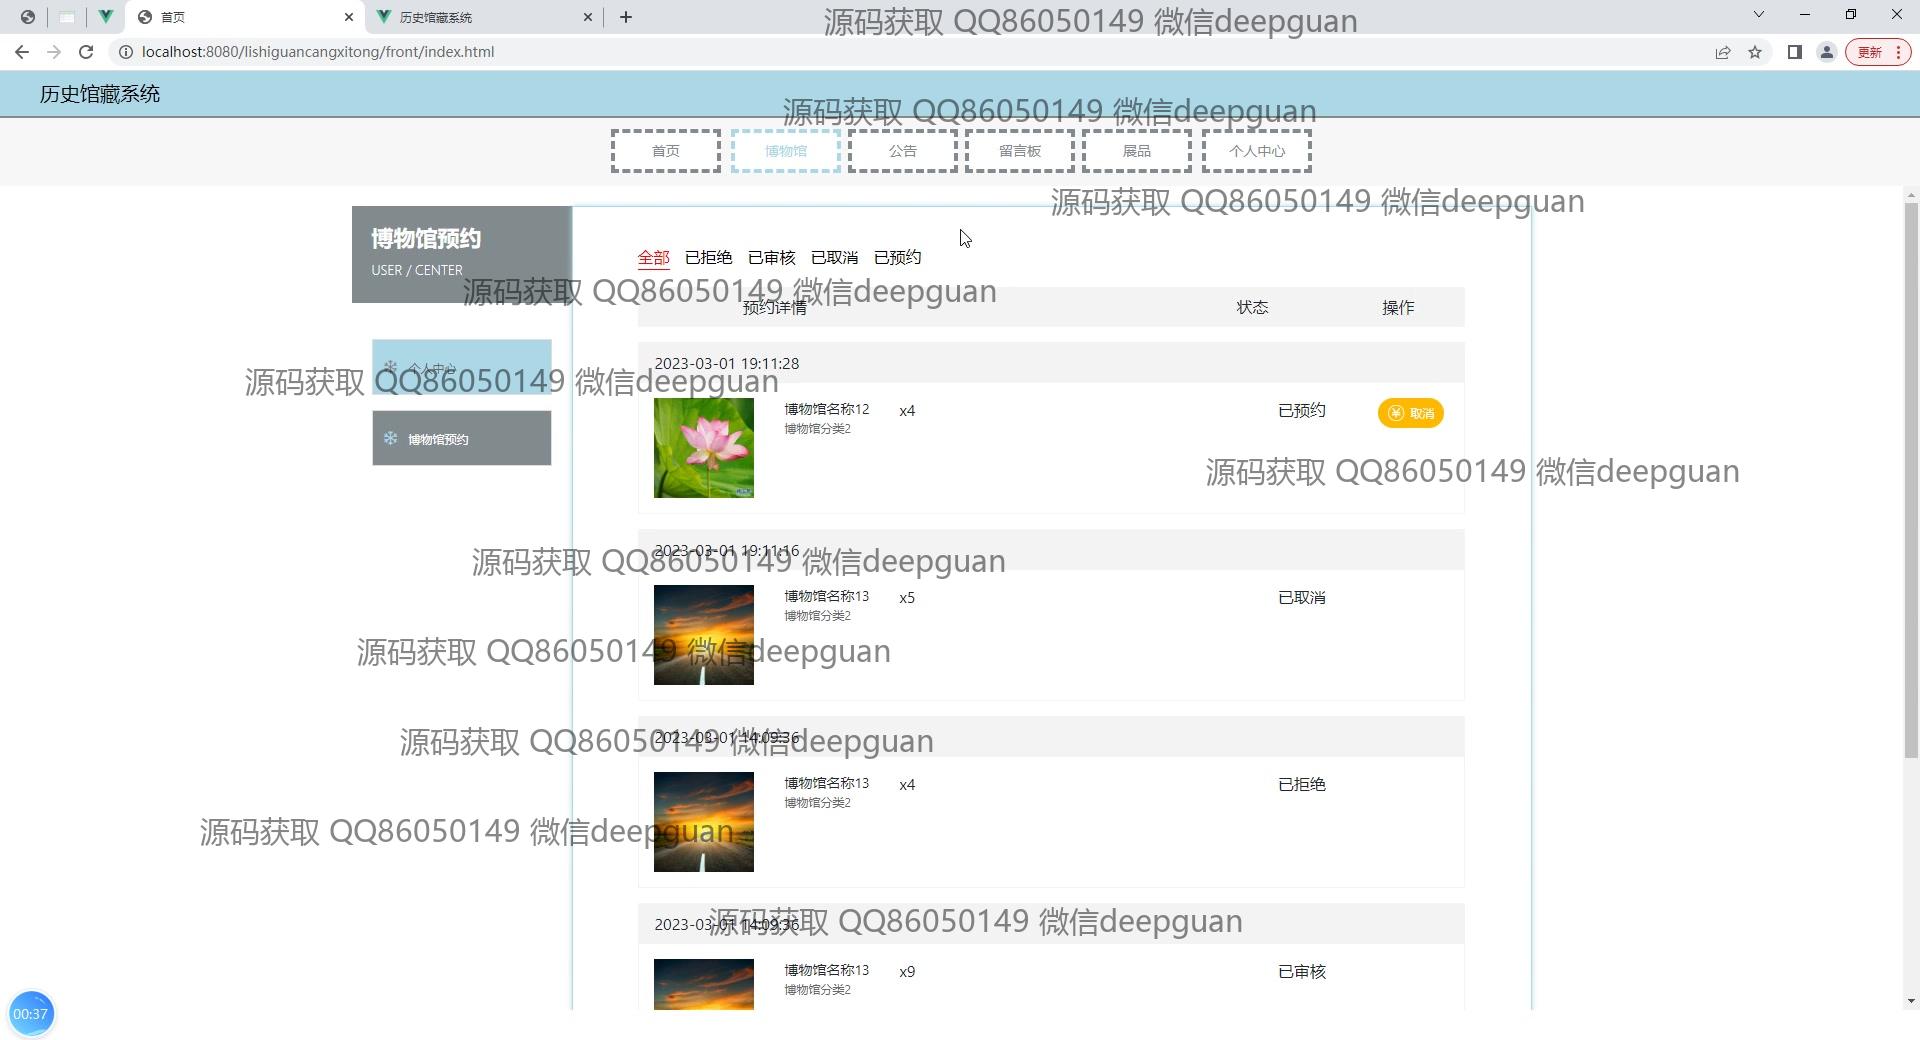 首页
历史馆藏系统
源码获取 QQ86050149 微信deepguan
localhost:8080/lishiguancangxitong/front/index.html
更新
历史馆藏系统
源码获取 QQ86050149 微信deepguan
首页 博物馆 公告 留言板 展品 个人中心
源码获取 QQ86050149 微信deepguan
博物馆预约
USER / CENTER
全部 已拒绝 已审核 已取消 已预约
源码获取 QQ86050149 微信deepguan
预约详情 状态 操作
个人中心
源码获取 QQ86050149 微信deepguan
博物馆预约
2023-03-01 19:11:28
博物馆名称12 x4 已预约 取消
博物馆分类2
源码获取 QQ86050149 微信deepguan
2023-03-01 19:11:16
源码获取 QQ86050149 微信deepguan
博物馆名称13 x5 已取消
博物馆分类2
源码获取 QQ86050149 微信deepguan
2023-03-01 14:09:36
源码获取 QQ86050149 微信deepguan
博物馆名称13 x4 已拒绝
博物馆分类2
源码获取 QQ86050149 微信deepguan
2023-03-01 14:09:36
源码获取 QQ86050149 微信deepguan
博物馆名称13 x9 已审核
博物馆分类2
00:37